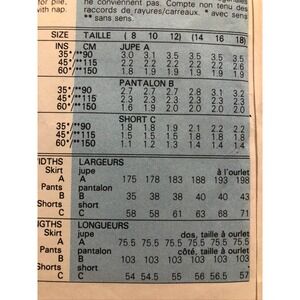 for pile, ne conviennent pas. Compte non tenu des
with nap. raccords de rayures/carreaux. * avec sens
** sans sens.
SIZE TAILLE ( 8 10 12) (14 16 18)
INS CM JUPE A
35*/**90 3.0 3.1 3.5 3.5 3.5 3.5
45*/**115 2.2 2.2 2.2 2.3 2.3
60*/**150 1.8 1.9 1.9 1.9 1.9
PANTALON B
35*/**90 2.7 2.7 2.7 2.8 3.1 3.2
45*/**115 2.3 2.3 2.3 2.3
60*/**150 1.6 1.9 2.0 2.0 2.0 2.0
SHORT C
35*/**90 1.8 1.8 1.9 2.1 2.2 2.2
45*/**115 1.5 1.5 1.5 1.8 1.8 1.8
60*/**150 1.1 1.1 1.2 1.3 1.4 1.4
IDTHS LARGEURS
Skirt jupe à l'ourlet
A A 175 178 183 188 193 198
Pants pantalon
B B 35 38 38 40 40 43
Shorts short
C C 58 58 61 63 68 71
NGTHS LONGUEURS
Skirt jupe dos, taille à ourlet
A A 75.5 75.5 75.5 75.5 75.5 75.5
Pants pantalon côté, taille à ourlet
B B 103 103 103 103 103 103
Shorts short
C C 54 54.5 55 56 56.5 57